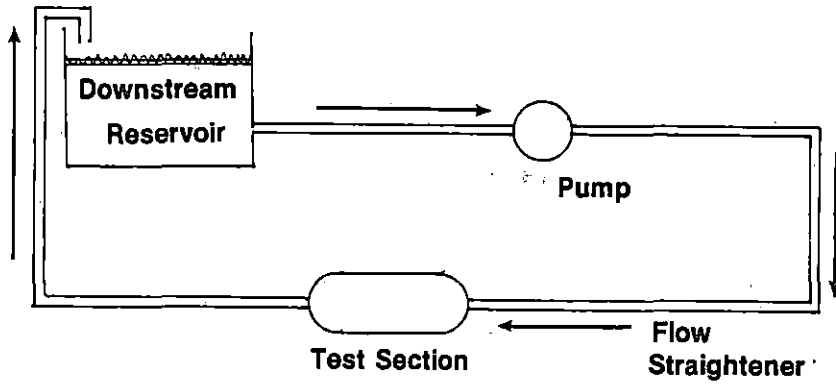 Downstream
Reservoir
Pump
Test Section
Flow
Straightener